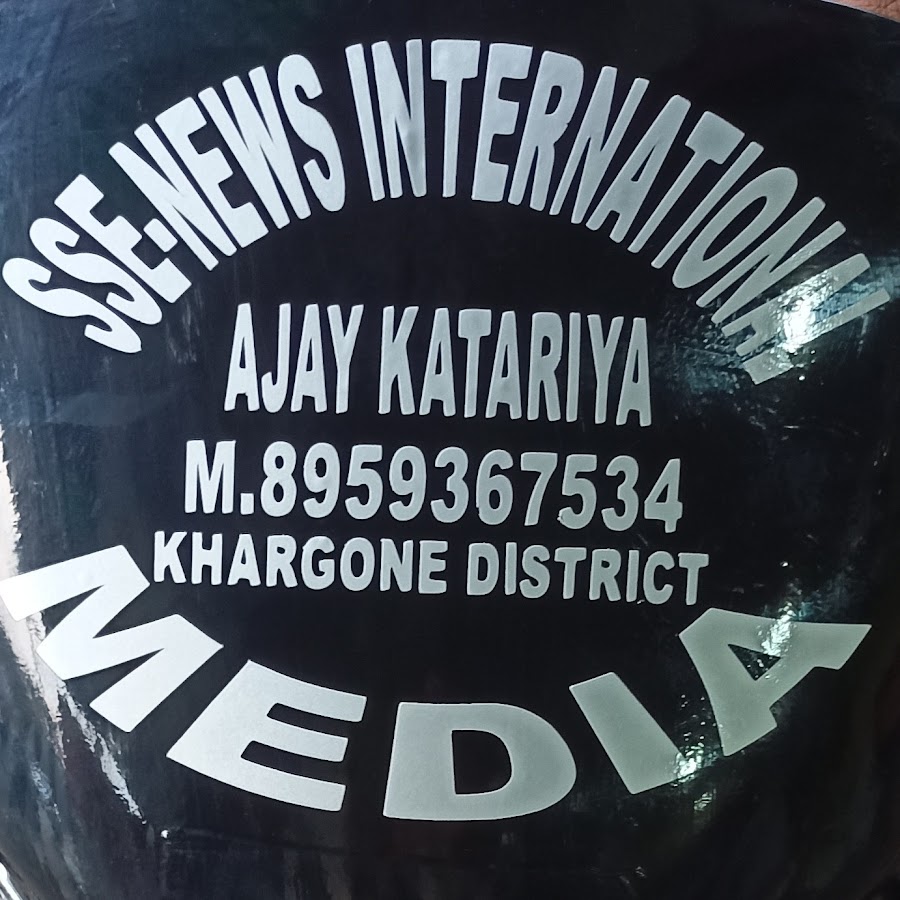 SSE-NEWS INTERNATIONAL
AJAY KATARIYA
M.8959367534
KHARGONE DISTRICT
MEDIA